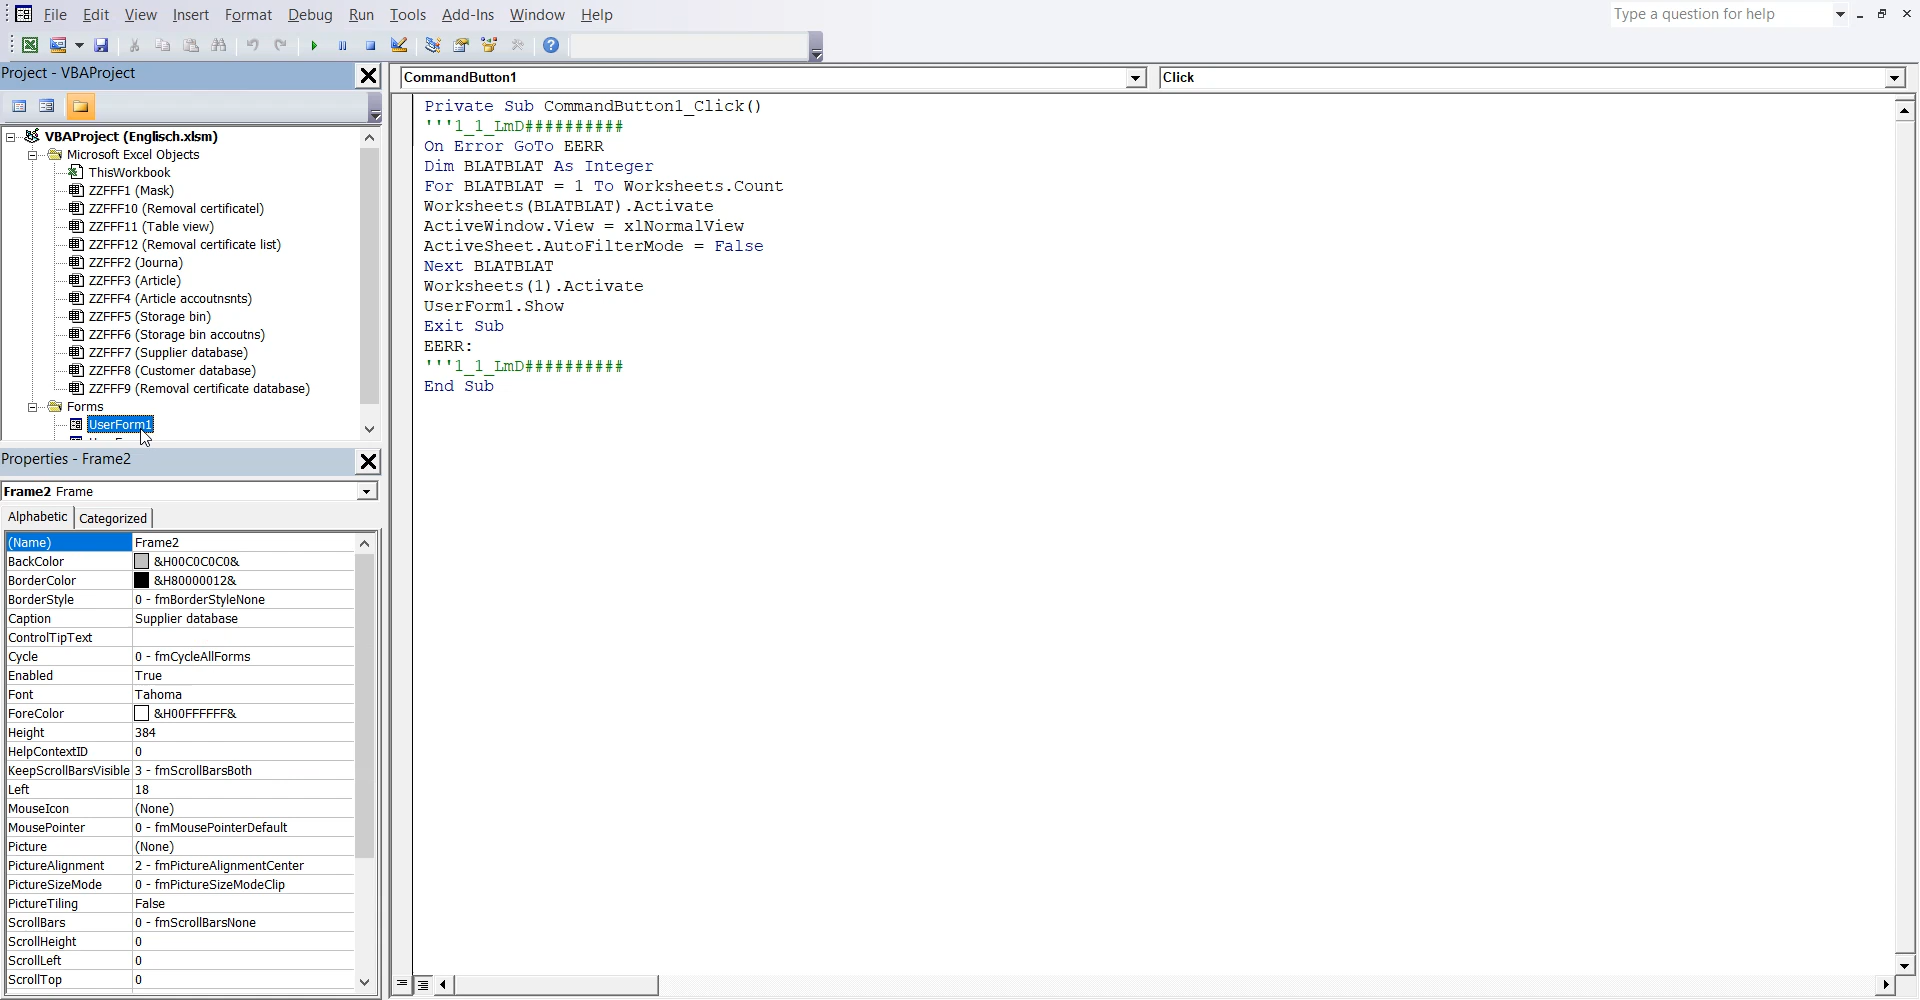 File Edit View Insert Format Debug Run Tools Add-Ins Window Help
Type a question for help
Project - VBAProject
VBAProject (Englisch.xlsm)
Microsoft Excel Objects
ThisWorkbook
ZZFFF1 (Mask)
ZZFFF10 (Removal certificatel)
ZZFFF11 (Table view)
ZZFFF12 (Removal certificate list)
ZZFFF2 (Journa)
ZZFFF3 (Article)
ZZFFF4 (Article accoutnsnts)
ZZFFF5 (Storage bin)
ZZFFF6 (Storage bin accoutns)
ZZFFF7 (Supplier database)
ZZFFF8 (Customer database)
ZZFFF9 (Removal certificate database)
Forms
UserForm1
Properties - Frame2
Frame2 Frame
Alphabetic Categorized
(Name) Frame2
BackColor &H00C0C0C0&
BorderColor &H80000012&
BorderStyle 0 - fmBorderStyleNone
Caption Supplier database
ControlTipText
Cycle 0 - fmCycleAllForms
Enabled True
Font Tahoma
ForeColor &H00FFFFFF&
Height 384
HelpContextID 0
KeepScrollBarsVisible 3 - fmScrollBarsBoth
Left 18
MouseIcon (None)
MousePointer 0 - fmMousePointerDefault
Picture (None)
PictureAlignment 2 - fmPictureAlignmentCenter
PictureSizeMode 0 - fmPictureSizeModeClip
PictureTiling False
ScrollBars 0 - fmScrollBarsNone
ScrollHeight 0
ScrollLeft 0
ScrollTop 0
CommandButton1
Click
Private Sub CommandButton1_Click()
'''1_1_LmD##########
On Error GoTo EERR
Dim BLATBLAT As Integer
For BLATBLAT = 1 To Worksheets.Count
Worksheets(BLATBLAT).Activate
ActiveWindow.View = xlNormalView
ActiveSheet.AutoFilterMode = False
Next BLATBLAT
Worksheets(1).Activate
UserForm1.Show
Exit Sub
EERR:
'''1_1_LmD##########
End Sub